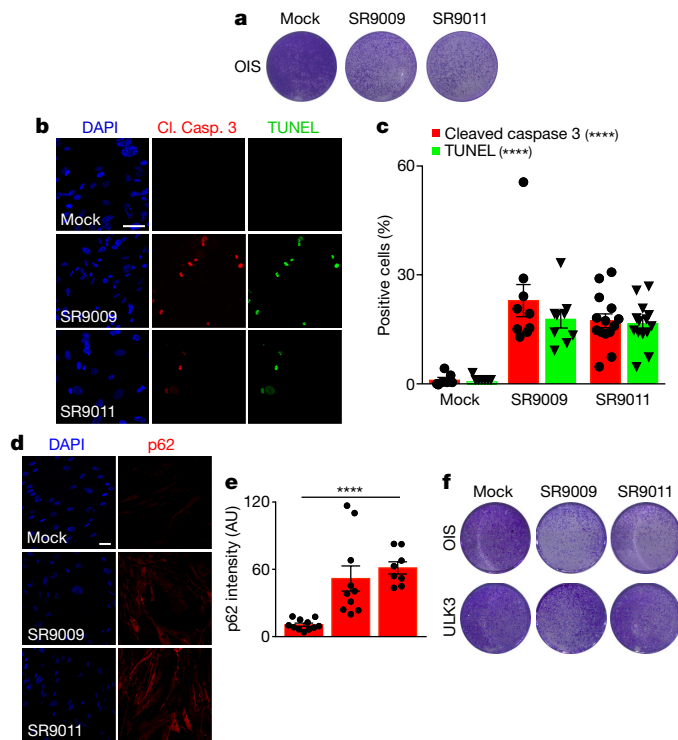 a
Mock SR9009 SR9011
OIS
b
DAPI Cl. Casp. 3 TUNEL
Mock
SR9009
SR9011
c
Cleaved caspase 3 (****)
TUNEL (****)
Positive cells (%)
60
30
0
Mock SR9009 SR9011
d
DAPI p62
Mock
SR9009
SR9011
e
****
p62 intensity (AU)
120
60
0
f
Mock SR9009 SR9011
OIS
ULK3